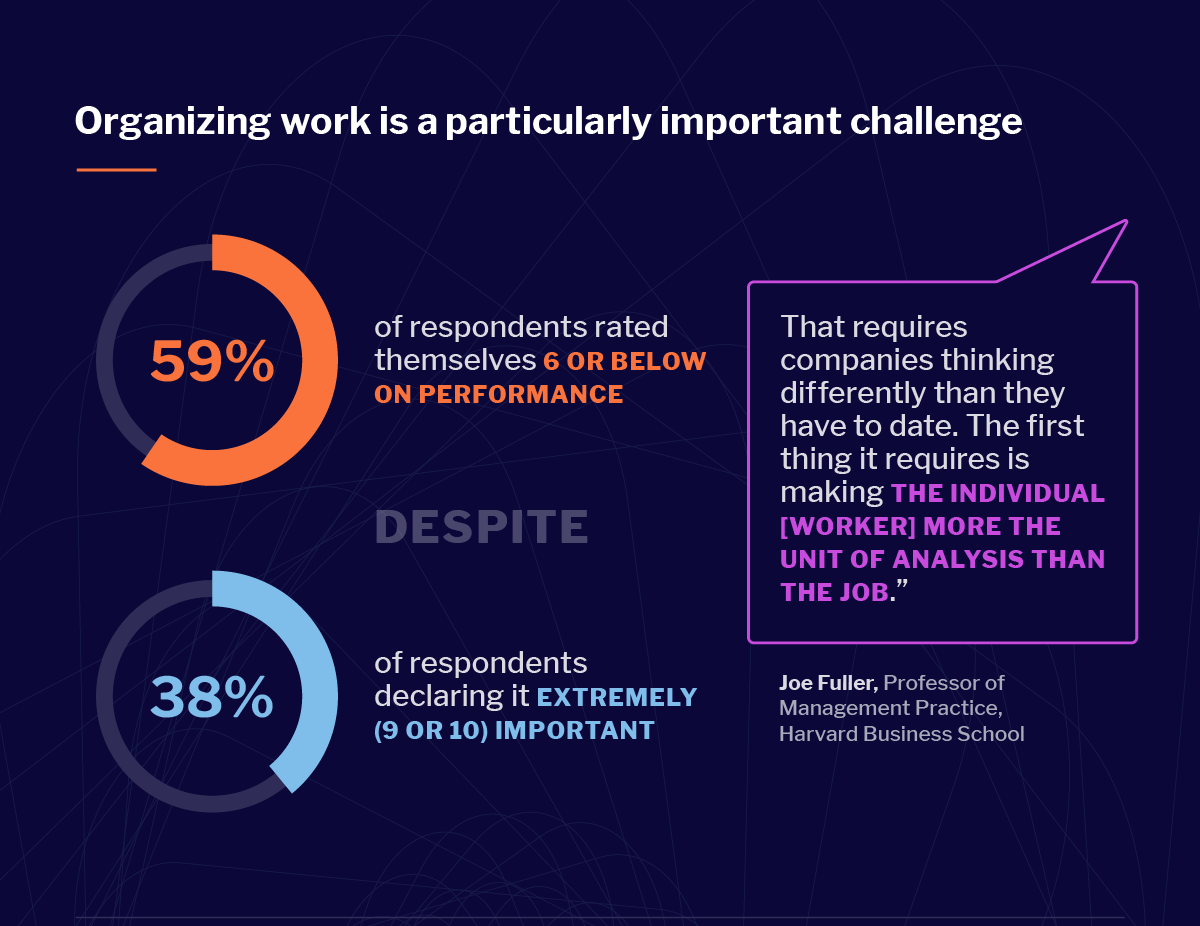 Organizing work is a particularly important challenge
59%
of respondents rated
themselves 6 OR BELOW
ON PERFORMANCE
DESPITE
38%
of respondents
declaring it EXTREMELY
(9 OR 10) IMPORTANT
That requires
companies thinking
differently than they
have to date. The first
thing it requires is
making THE INDIVIDUAL
[WORKER] MORE THE
UNIT OF ANALYSIS THAN
THE JOB.”
Joe Fuller, Professor of
Management Practice,
Harvard Business School